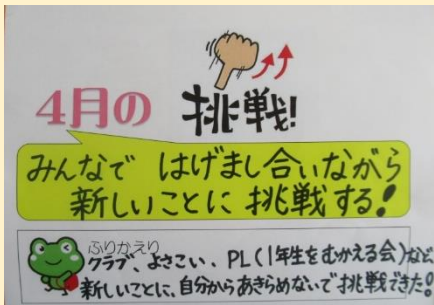 4月の 挑戦!
みんなで はげまし合いながら
新しいことに 挑戦する!
ふりかえり
クラブ、よさこい、PL(1年生をむかえる会)など
新しいことに、自分からあきらめないで挑戦できた!